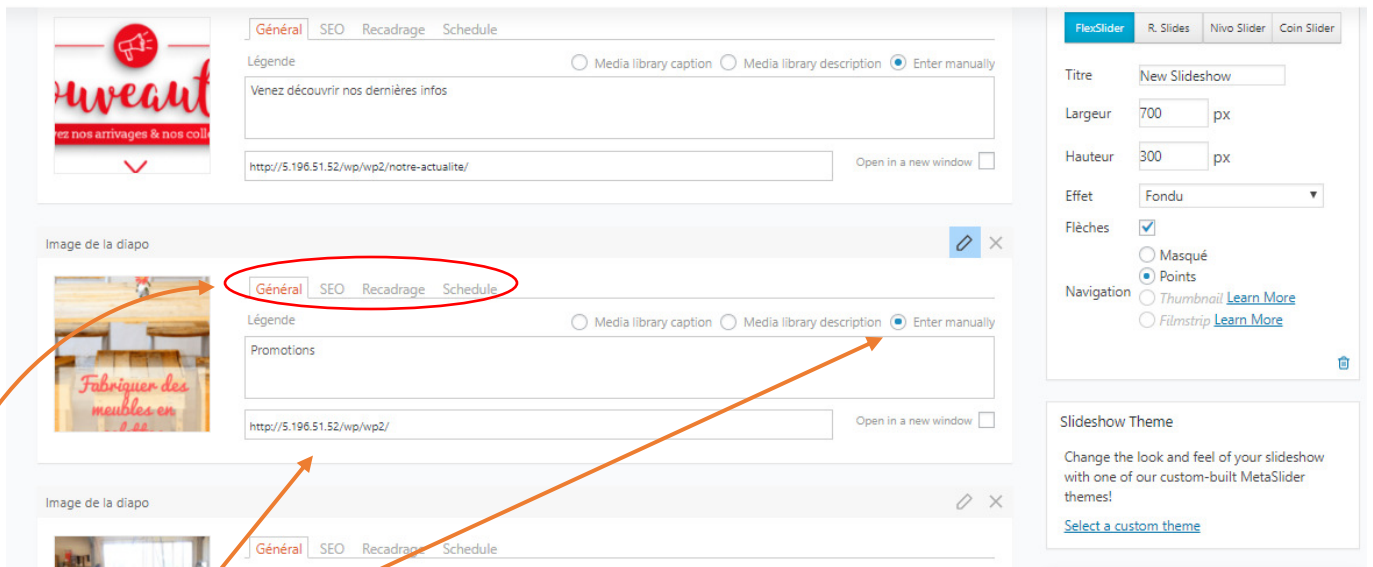 Général SEO Recadrage Schedule
Légende Media library caption Media library description Enter manually
Venez découvrir nos dernières infos
http://5.196.51.52/wp/wp2/notre-actualite/ Open in a new window
ouveaut
ez nos arrivages & nos coll
Image de la diapo
Général SEO Recadrage Schedule
Légende Media library caption Media library description Enter manually
Promotions
http://5.196.51.52/wp/wp2/ Open in a new window
Fabriquer des
meubles en
Image de la diapo
Général SEO Recadrage Schedule
FlexSlider R. Slides Nivo Slider Coin Slider
Titre New Slideshow
Largeur 700 px
Hauteur 300 px
Effet Fondu
Flèches
Masqué
Points
Navigation Thumbnail Learn More
Filmstrip Learn More
Slideshow Theme
Change the look and feel of your slideshow
with one of our custom-built MetaSlider
themes!
Select a custom theme